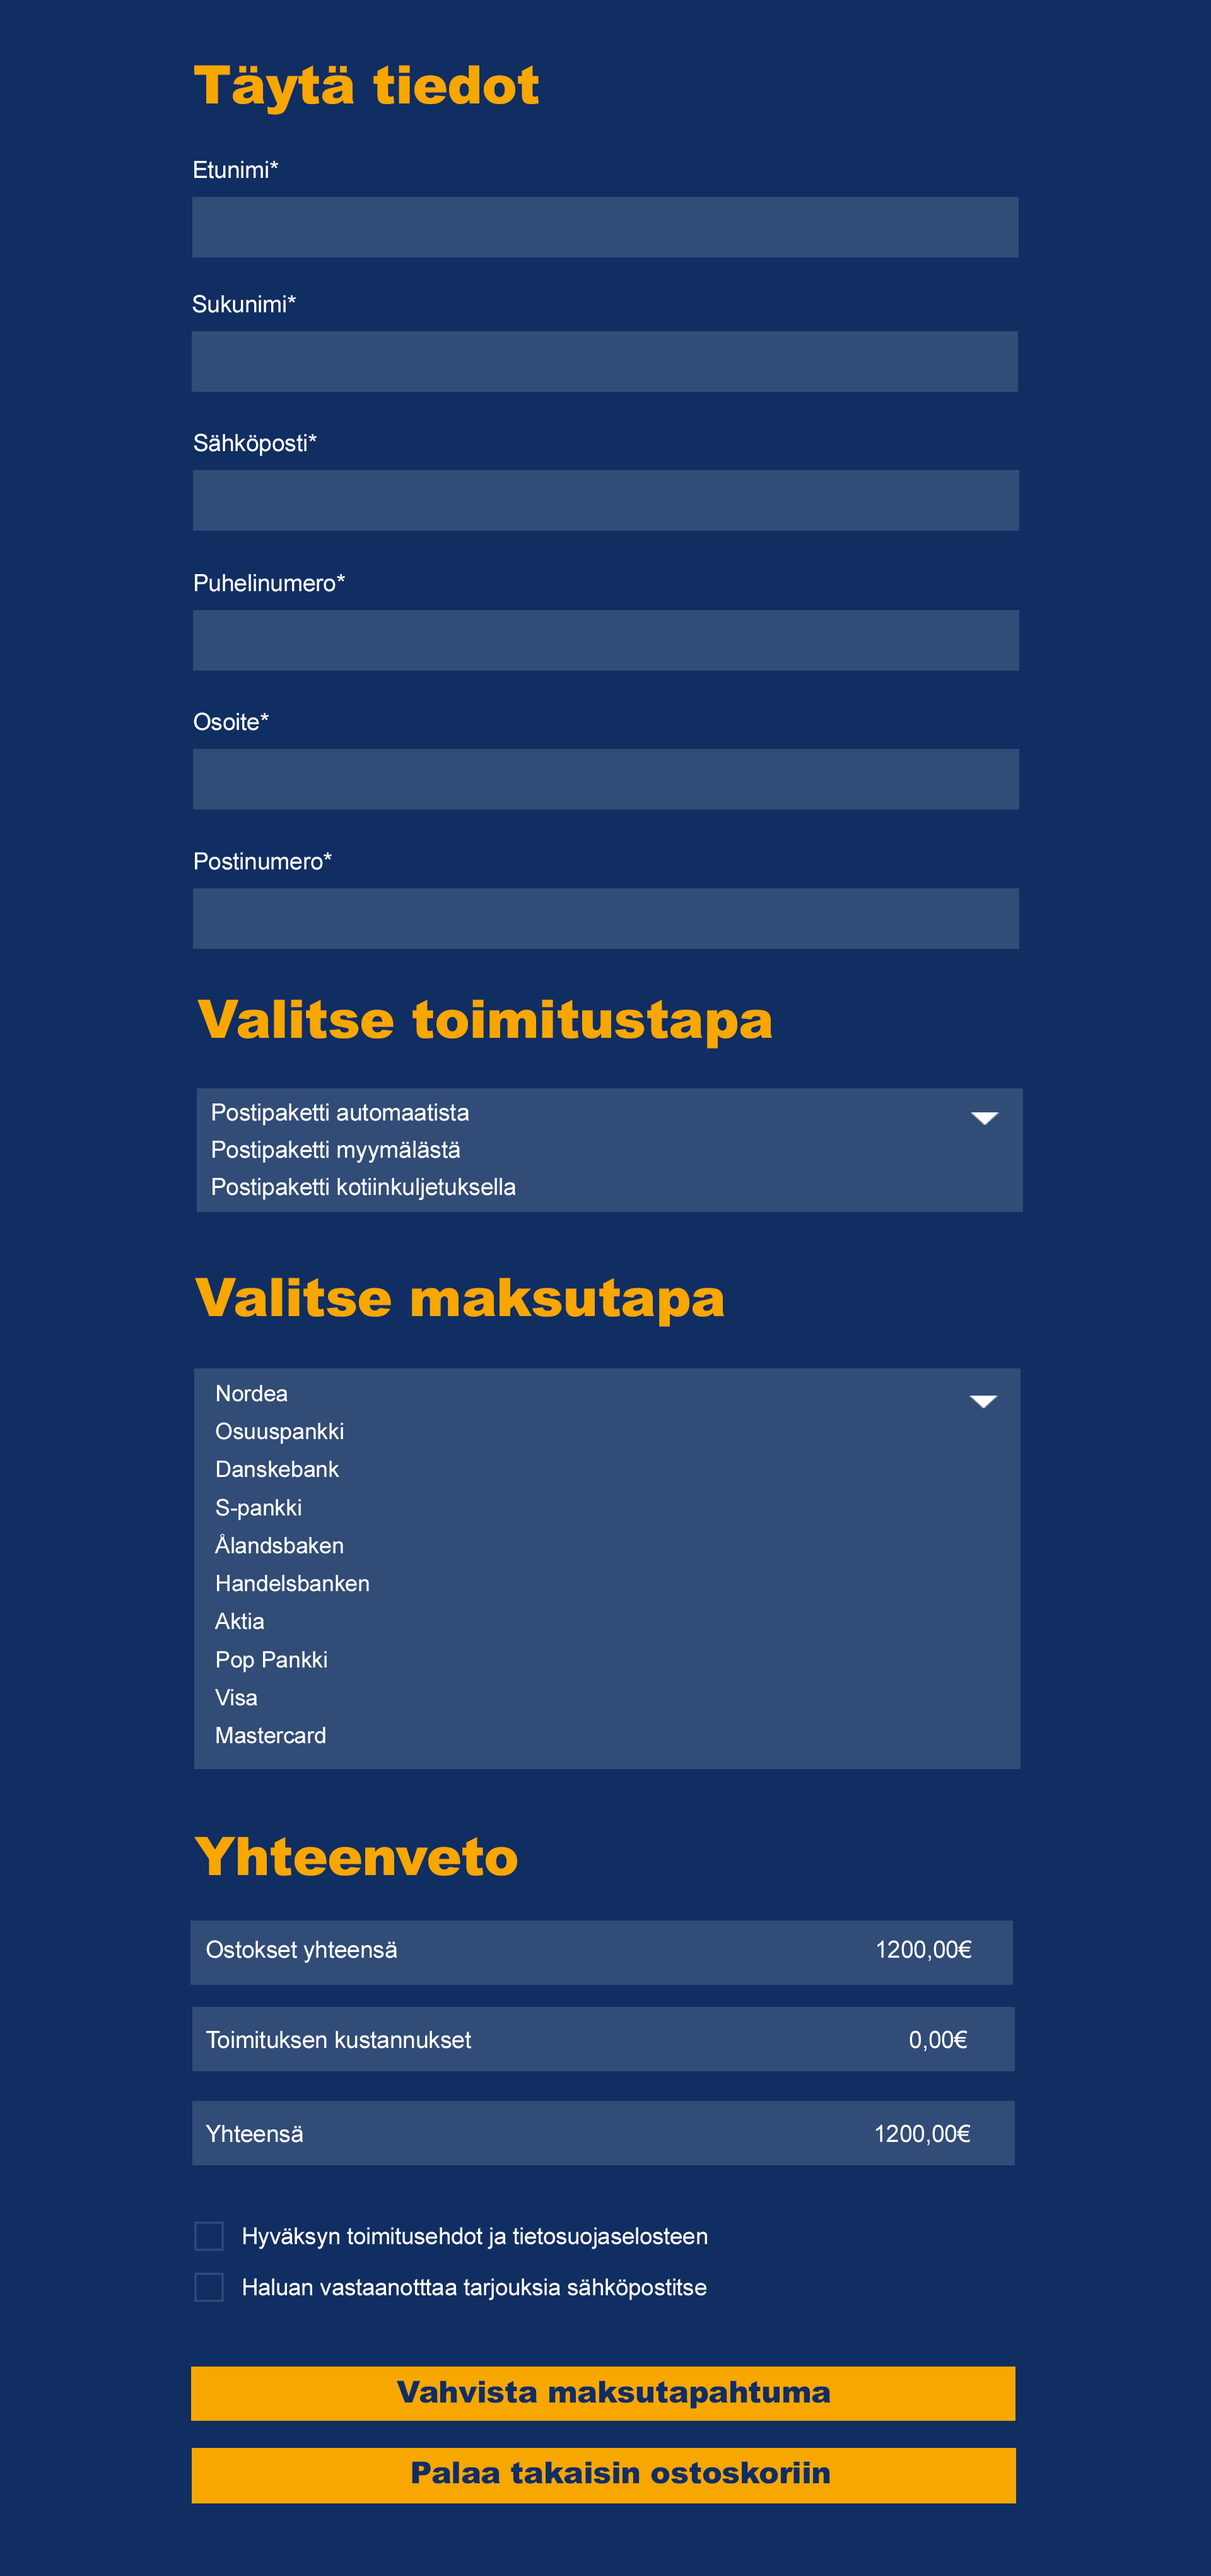 Täytä tiedot
Etunimi*
Sukunimi*
Sähköposti*
Puhelinumero*
Osoite*
Postinumero*
Valitse toimitustapa
Postipaketti automaatista
Postipaketti myymälästä
Postipaketti kotiinkuljetuksella
Valitse maksutapa
Nordea
Osuuspankki
Danskebank
S-pankki
Ålandsbaken
Handelsbanken
Aktia
Pop Pankki
Visa
Mastercard
Yhteenveto
Ostokset yhteensä 1200,00€
Toimituksen kustannukset 0,00€
Yhteensä 1200,00€
Hyväksyn toimitusehdot ja tietosuojaselosteen
Haluan vastaanotttaa tarjouksia sähköpostitse
Vahvista maksutapahtuma
Palaa takaisin ostoskoriin